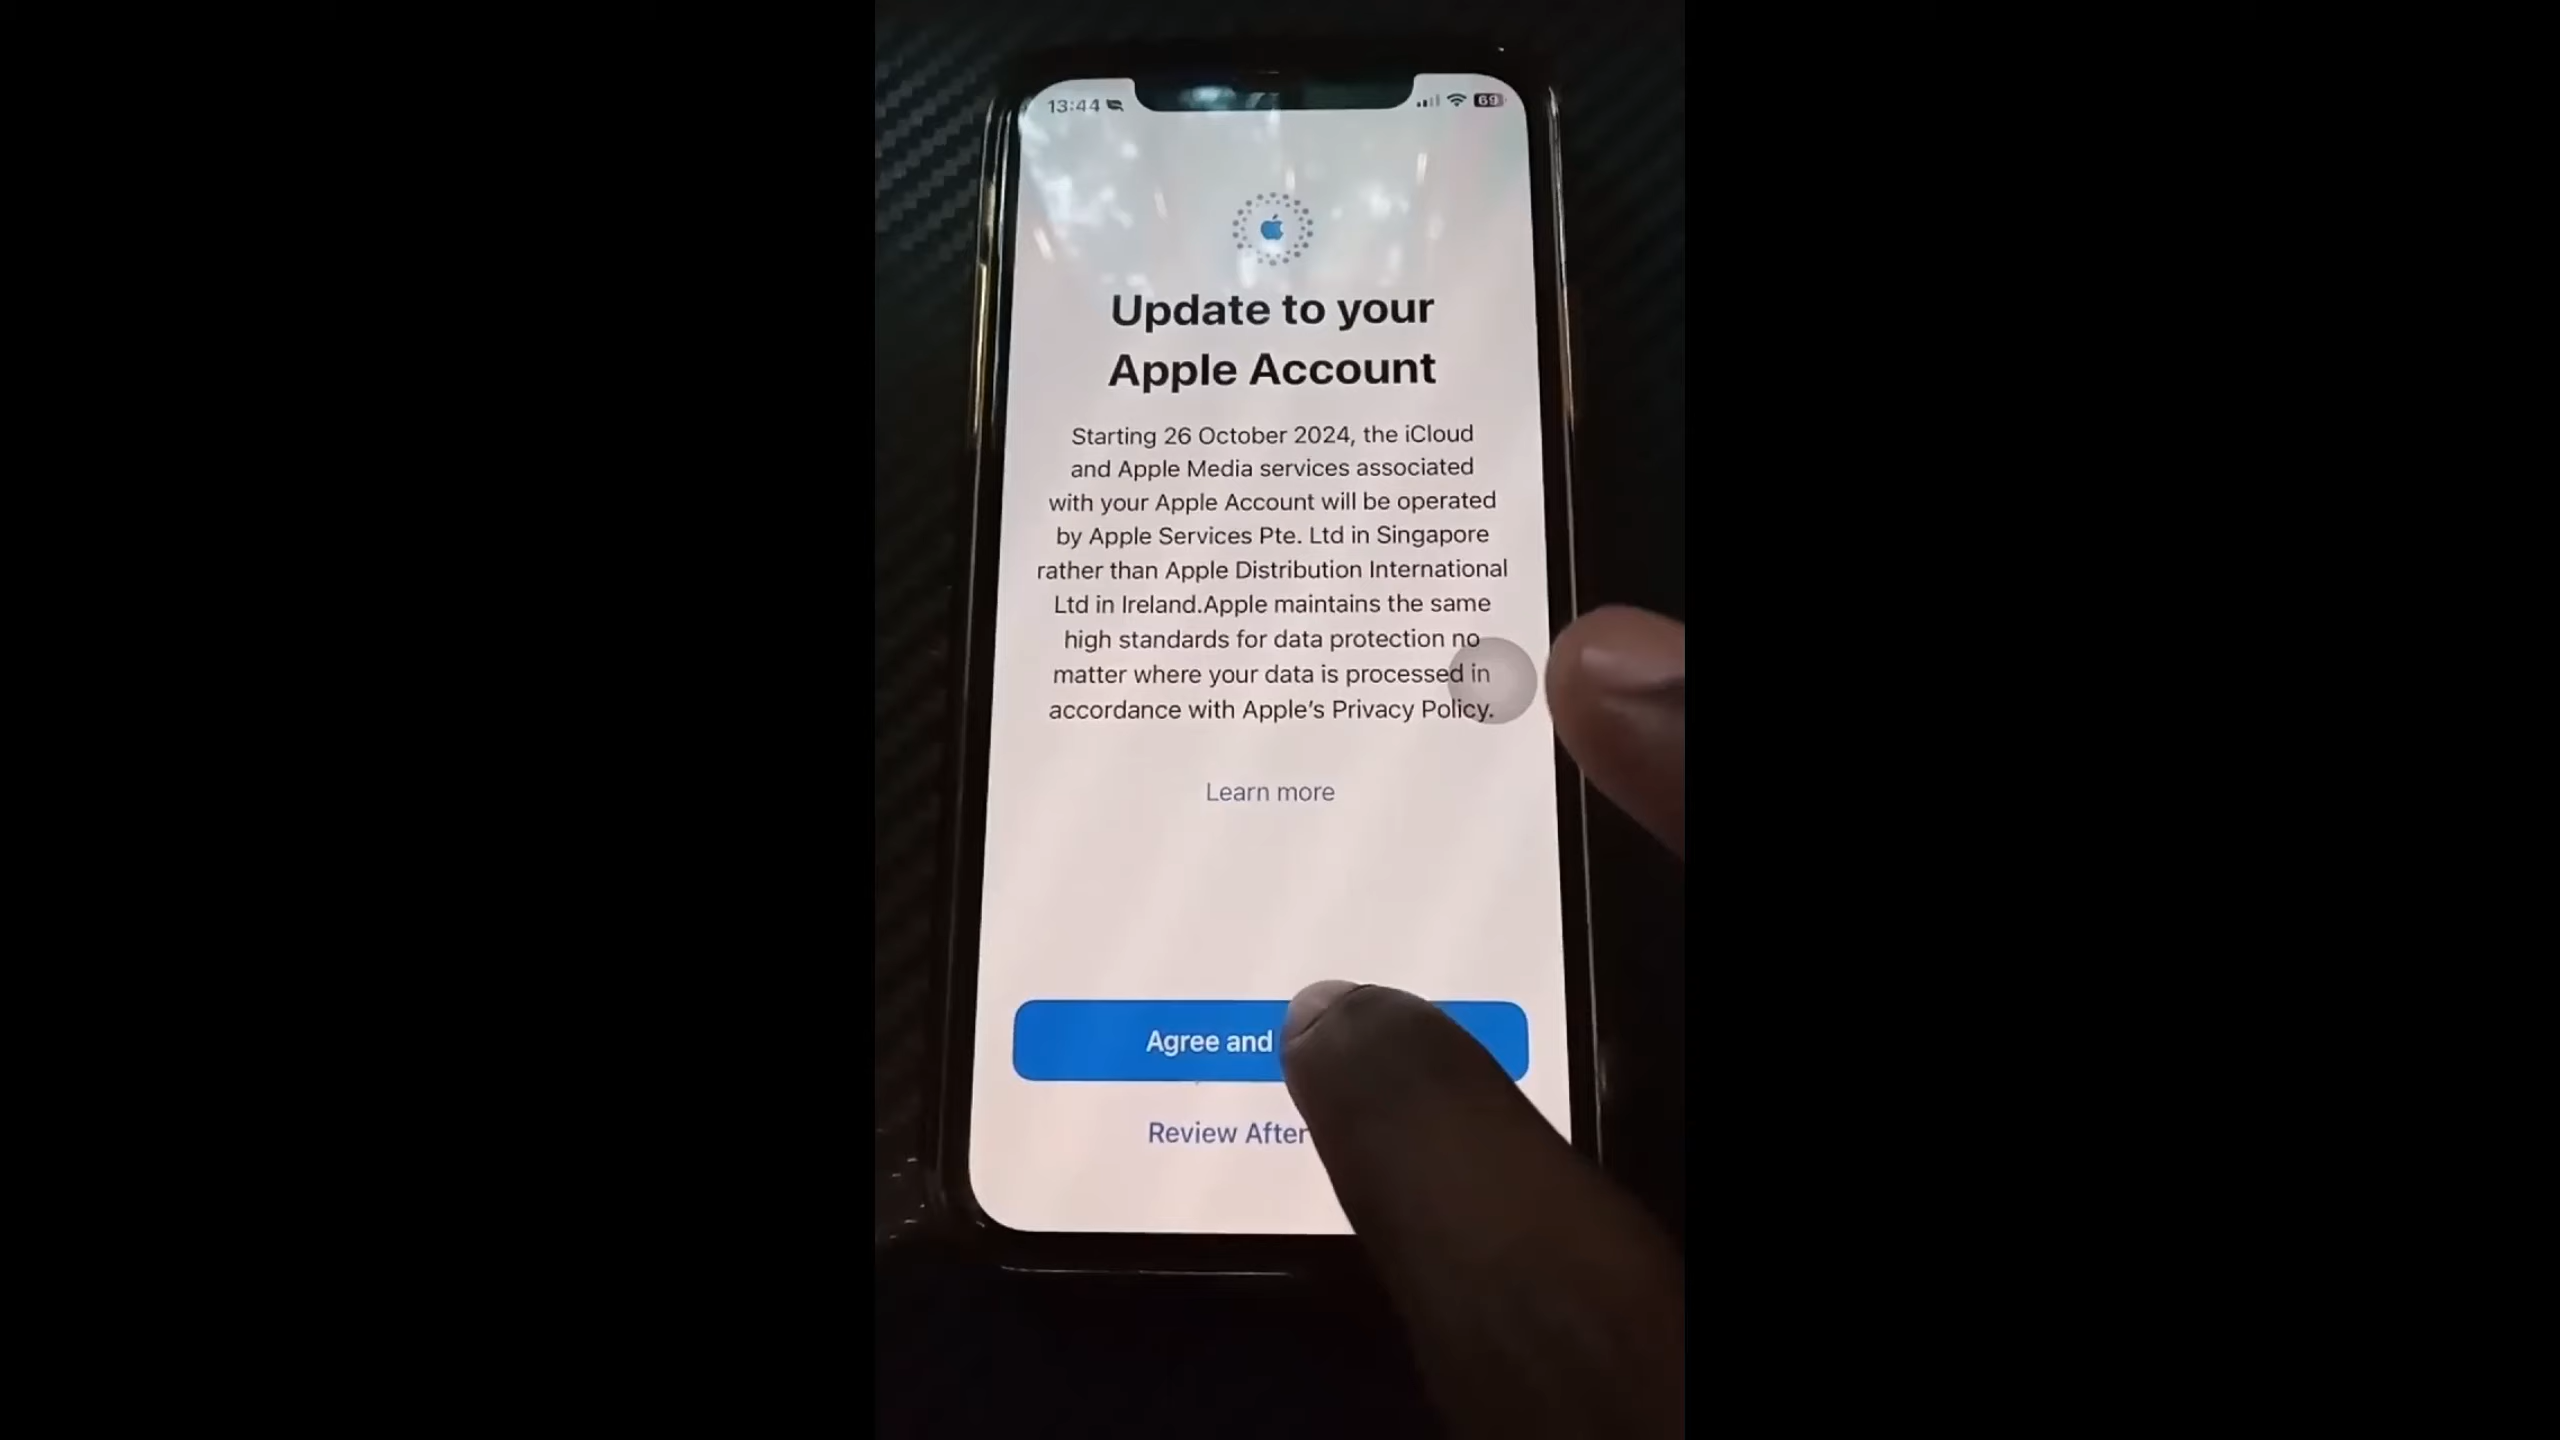 13:44
69
Update to your
Apple Account
Starting 26 October 2024, the iCloud
and Apple Media services associated
with your Apple Account will be operated
by Apple Services Pte. Ltd in Singapore
rather than Apple Distribution International
Ltd in Ireland.Apple maintains the same
high standards for data protection no
matter where your data is processed in
accordance with Apple’s Privacy Policy.
Learn more
Agree and
Review After